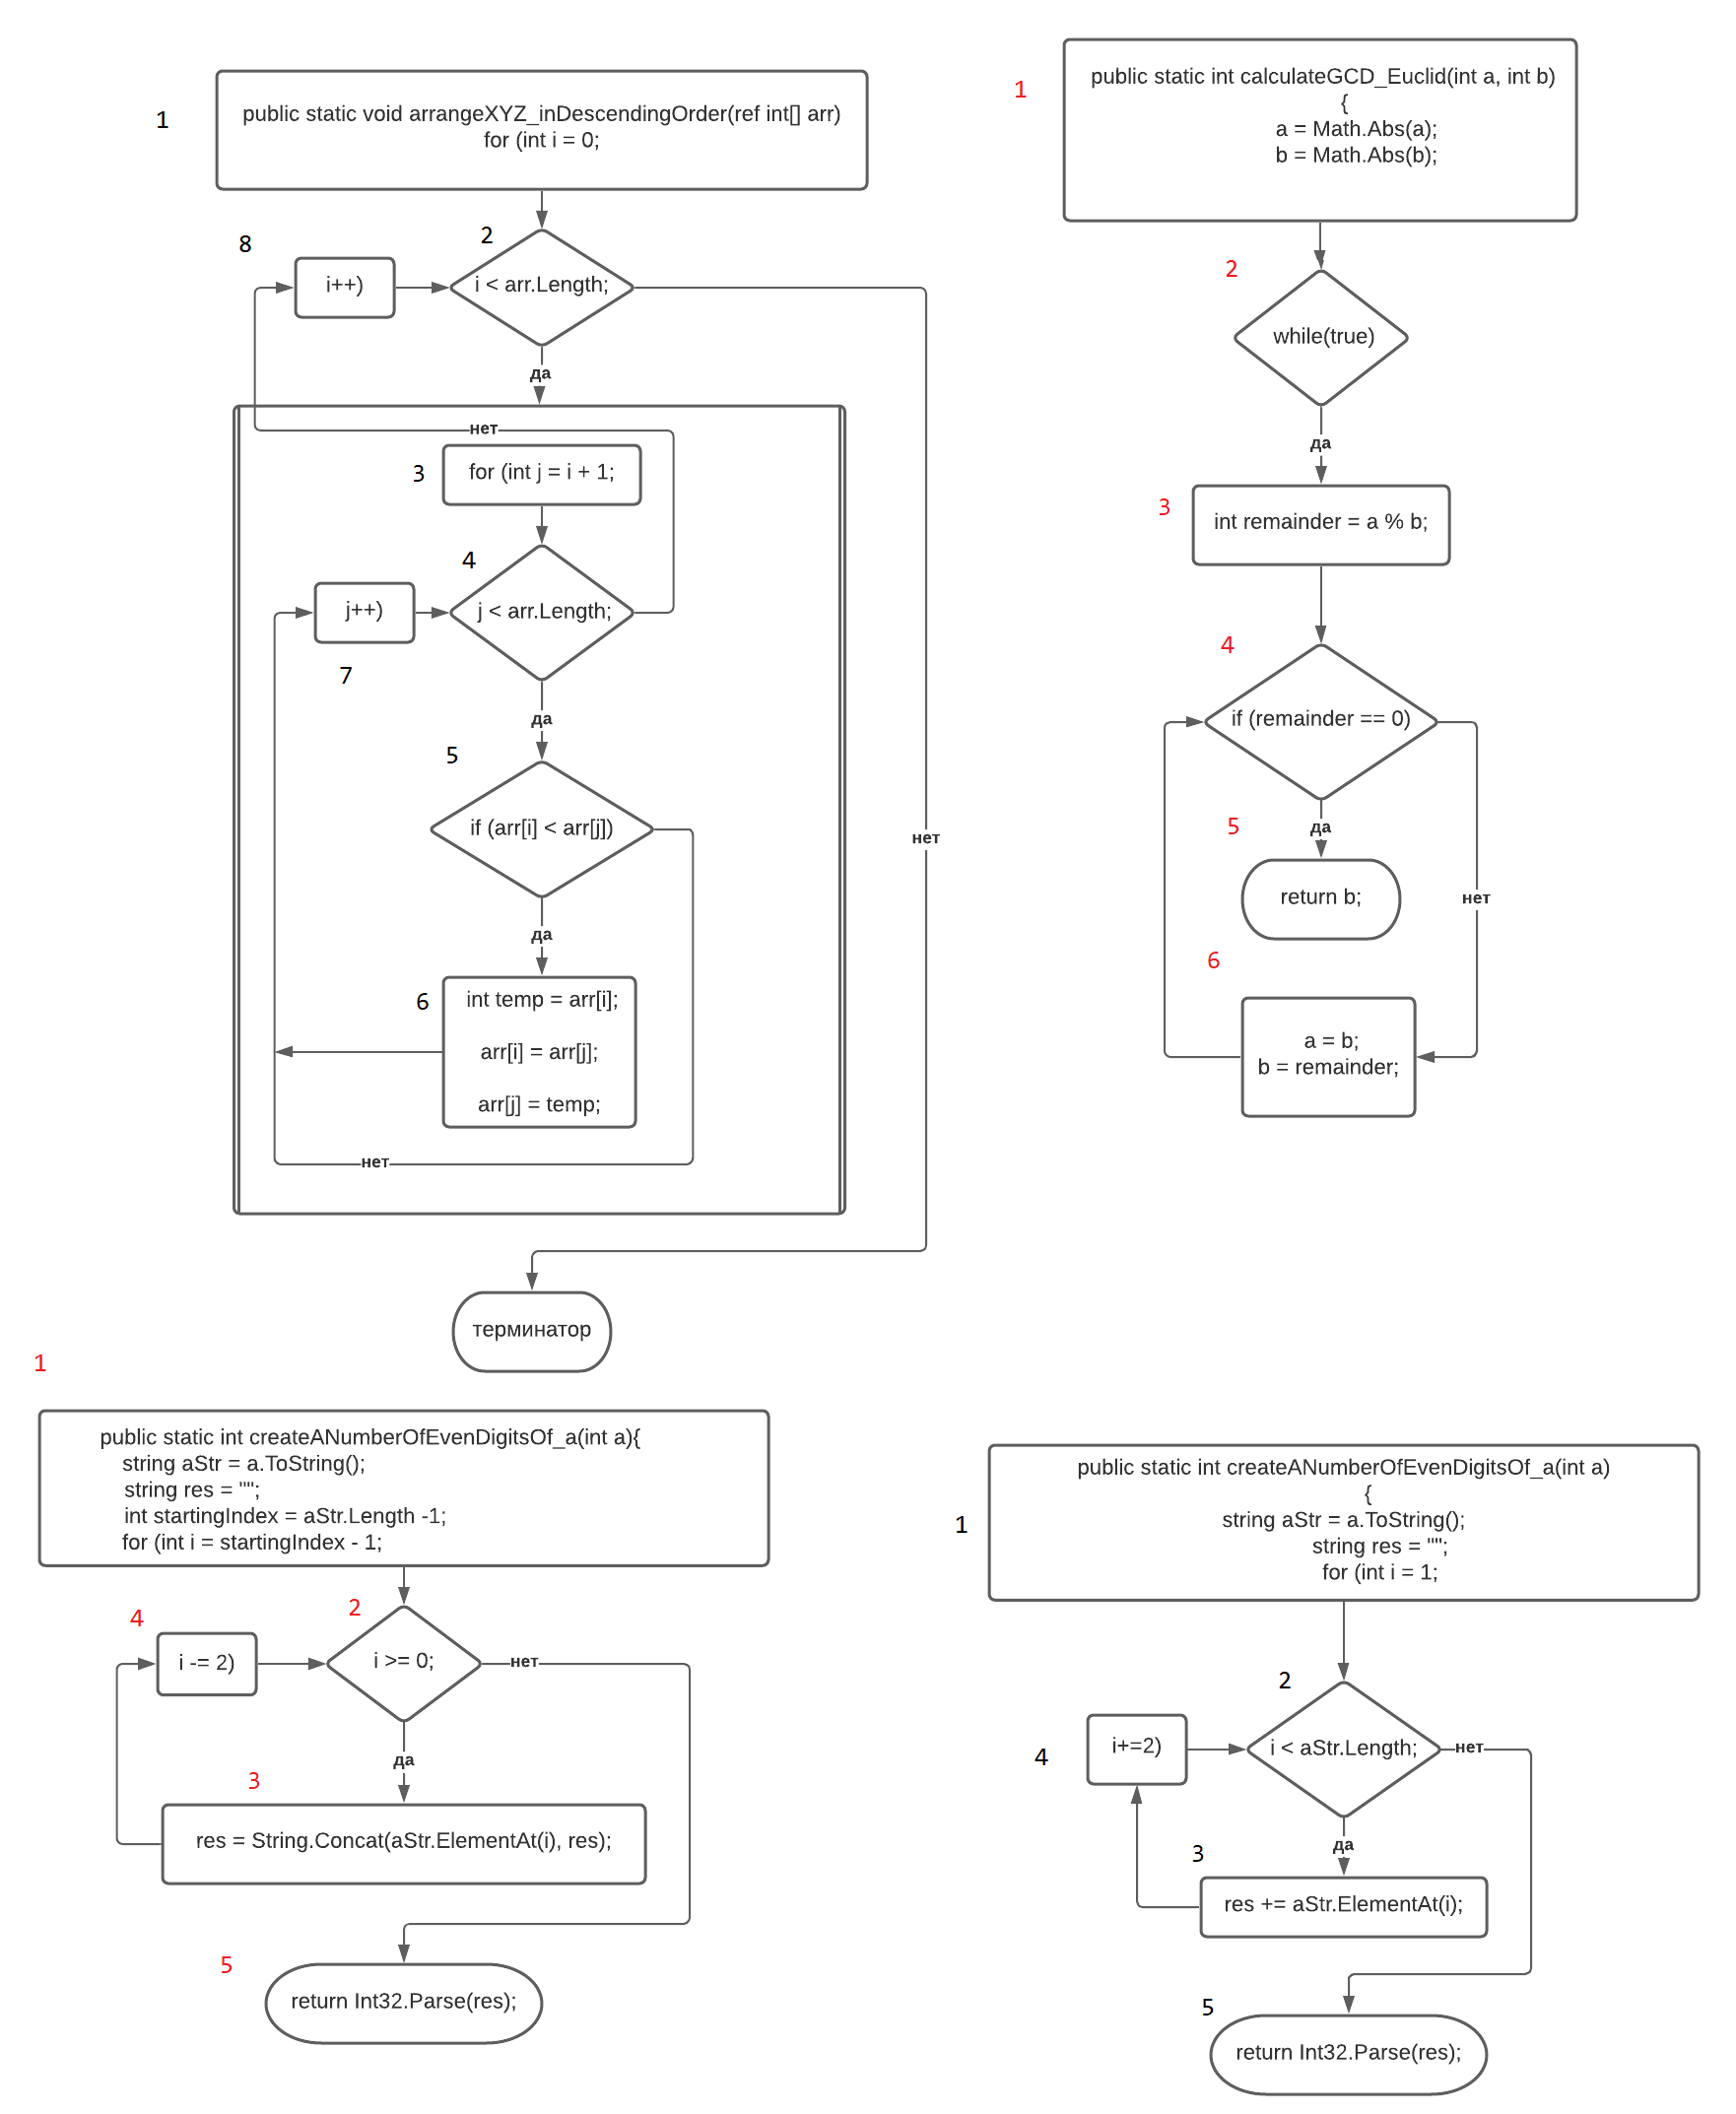 1
public static void arrangeXYZ_inDescendingOrder(ref int[] arr)
for (int i = 0;
8
2
i++)
i < arr.Length;
да
нет
3
for (int j = i + 1;
4
j++)
j < arr.Length;
7
да
5
if (arr[i] < arr[j])
нет
да
6
int temp = arr[i];
arr[i] = arr[j];
arr[j] = temp;
нет
терминатор
1
public static int calculateGCD_Euclid(int a, int b)
{
a = Math.Abs(a);
b = Math.Abs(b);
2
while(true)
да
3
int remainder = a % b;
4
if (remainder == 0)
5
да
return b;
нет
6
a = b;
b = remainder;
1
public static int createANumberOfEvenDigitsOf_a(int a){
string aStr = a.ToString();
string res = "";
int startingIndex = aStr.Length -1;
for (int i = startingIndex - 1;
4
2
i -= 2)
i >= 0;
нет
да
3
res = String.Concat(aStr.ElementAt(i), res);
5
return Int32.Parse(res);
1
public static int createANumberOfEvenDigitsOf_a(int a)
{
string aStr = a.ToString();
string res = "";
for (int i = 1;
2
4
i+=2)
i < aStr.Length;
нет
да
3
res += aStr.ElementAt(i);
5
return Int32.Parse(res);